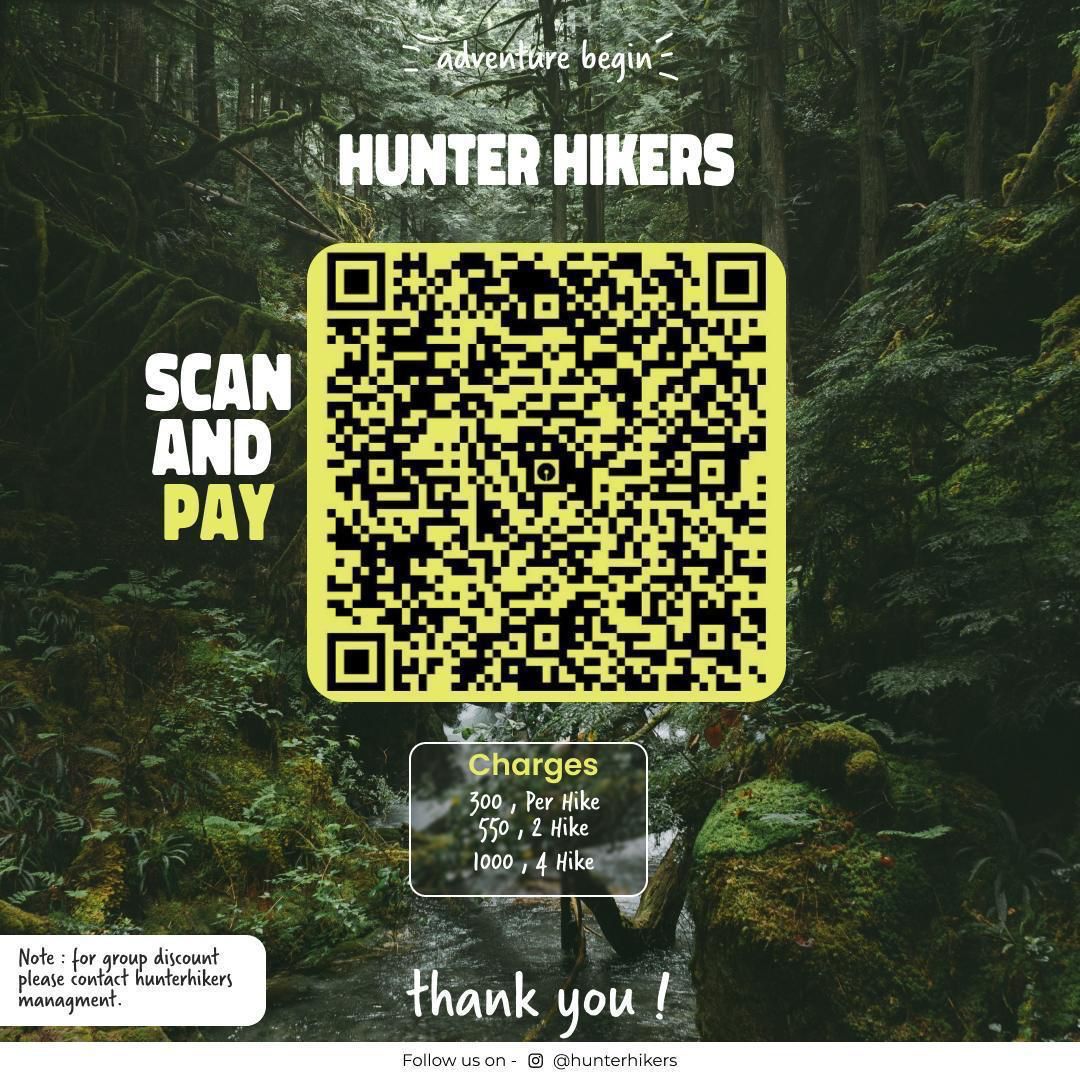 adventure begin
HUNTER HIKERS
SCAN
AND
PAY
Charges
300 , Per Hike
550 , 2 Hike
1000 , 4 Hike
Note : for group discount
please contact hunterhikers
managment.
thank you !
Follow us on - @hunterhikers